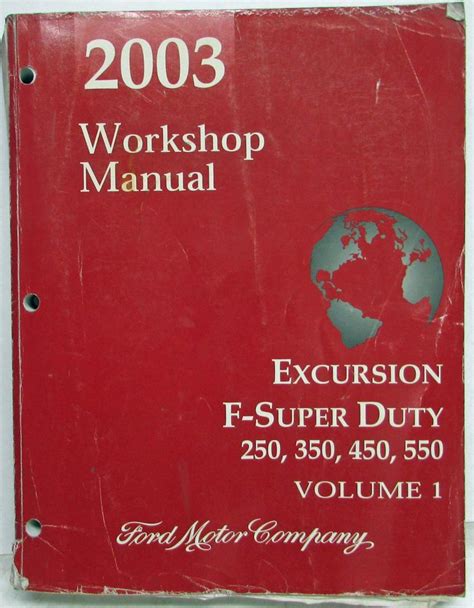 2003
Workshop
Manual
EXCURSION
F-SUPER DUTY
250, 350, 450, 550
VOLUME 1
Ford Motor Company